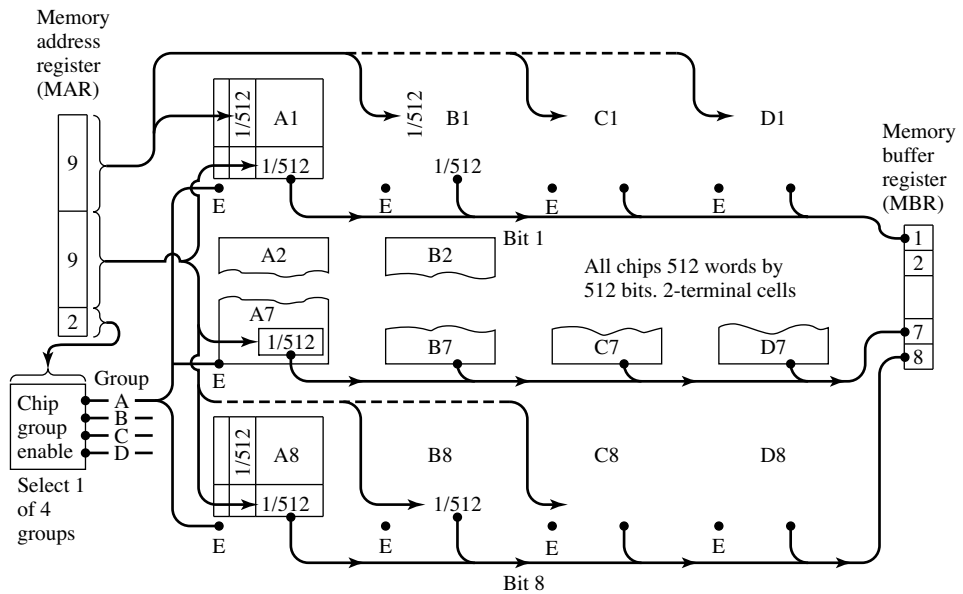 Memory
address
register
(MAR)
9
9
2
1/512
A1
1/512
E
1/512
B1
1/512
E
C1
E
D1
E
Bit 1
Memory
buffer
register
(MBR)
1
2
7
8
A2
B2
All chips 512 words by
512 bits. 2-terminal cells
A7
1/512
E
B7
C7
D7
Chip
group
enable
Group
A
B
C
D
Select 1
of 4
groups
1/512
A8
1/512
E
B8
1/512
E
C8
E
D8
E
Bit 8